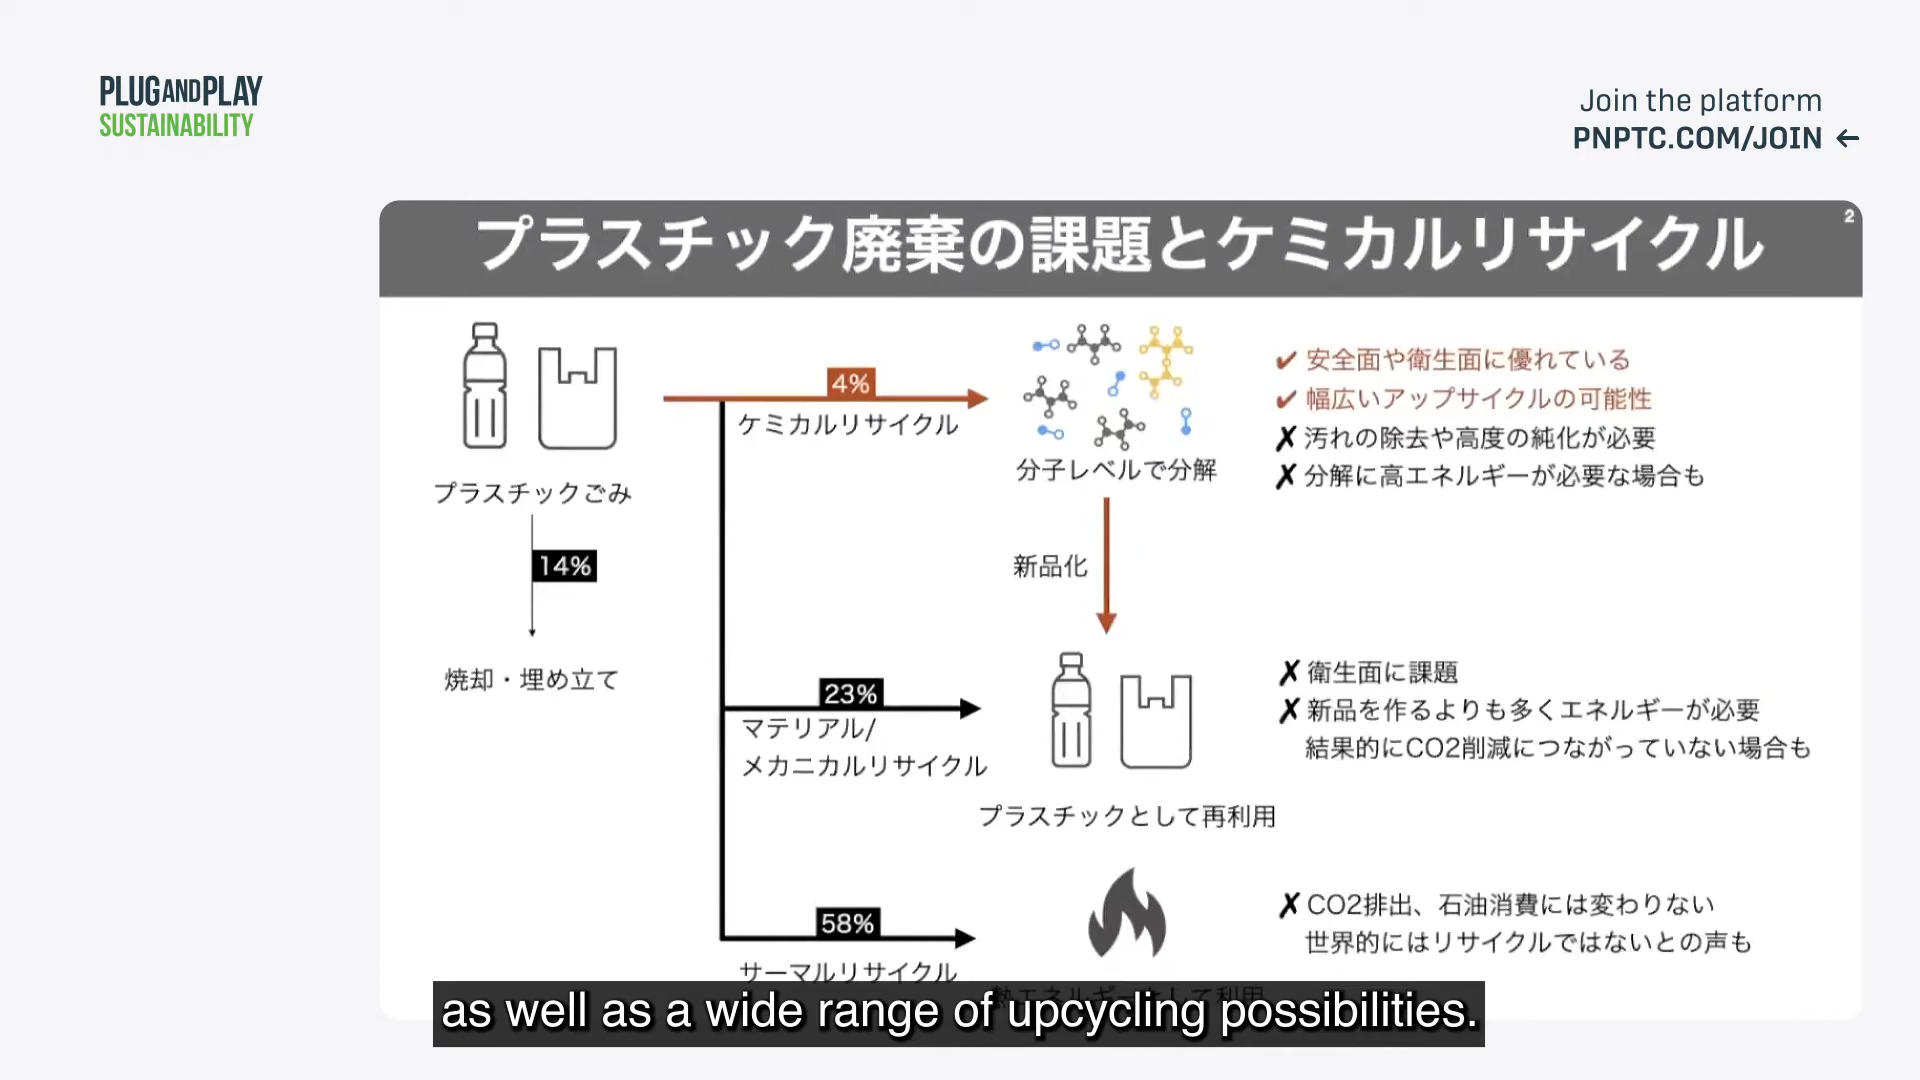 PLUGANDPLAY
SUSTAINABILITY
Join the platform
PNPTC.COM/JOIN ←
プラスチック廃棄の課題とケミカルリサイクル
2
プラスチックごみ
14%
焼却・埋め立て
4%
ケミカルリサイクル
分子レベルで分解
✔ 安全面や衛生面に優れている
✔ 幅広いアップサイクルの可能性
✗ 汚れの除去や高度の純化が必要
✗ 分解に高エネルギーが必要な場合も
新品化
23%
マテリアル/
メカニカルリサイクル
プラスチックとして再利用
✗ 衛生面に課題
✗ 新品を作るよりも多くエネルギーが必要
結果的にCO2削減につながっていない場合も
58%
サーマルリサイクル
熱エネルギーとして利用
✗ CO2排出、石油消費には変わりない
世界的にはリサイクルではないとの声も
as well as a wide range of upcycling possibilities.